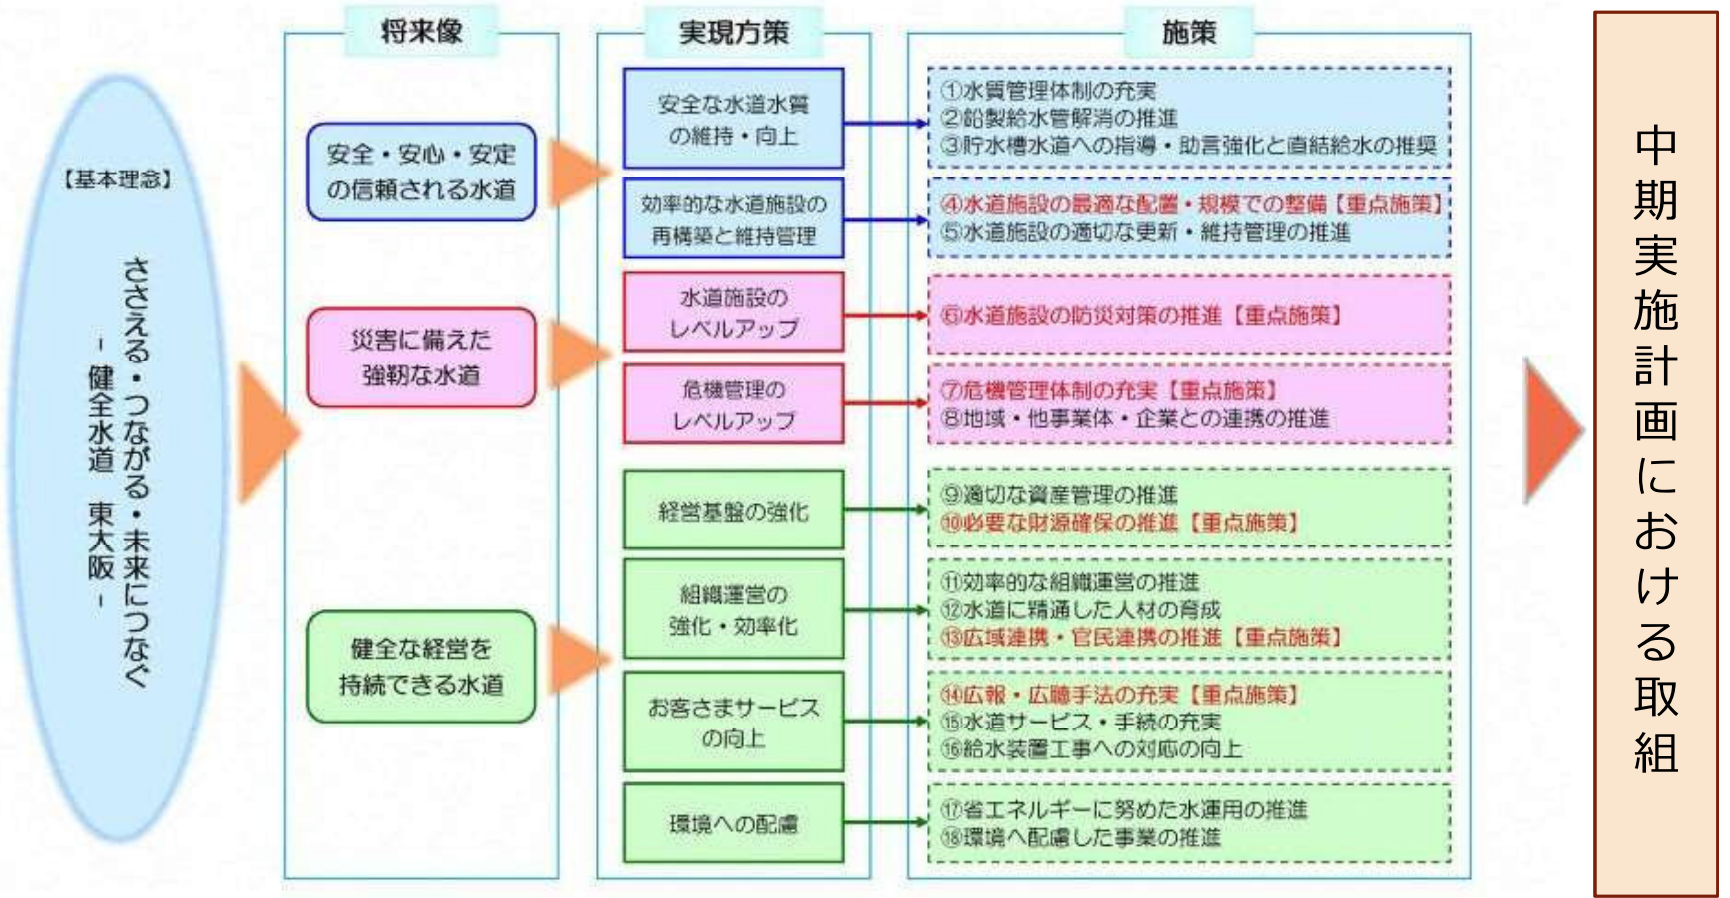 【基本理念】
ささえる・つながる・未来につなぐ
- 健全水道 東大阪 -
将来像
安全・安心・安定
の信頼される水道
災害に備えた
強靭な水道
健全な経営を
持続できる水道
実現方策
安全な水道水質
の維持・向上
効率的な水道施設の
再構築と維持管理
水道施設の
レベルアップ
危機管理の
レベルアップ
経営基盤の強化
組織運営の
強化・効率化
お客さまサービス
の向上
環境への配慮
施策
①水質管理体制の充実
②鉛製給水管解消の推進
③貯水槽水道への指導・助言強化と直結給水の推奨
④水道施設の最適な配置・規模での整備【重点施策】
⑤水道施設の適切な更新・維持管理の推進
⑥水道施設の防災対策の推進【重点施策】
⑦危機管理体制の充実【重点施策】
⑧地域・他事業体・企業との連携の推進
⑨適切な資産管理の推進
⑩必要な財源確保の推進【重点施策】
⑪効率的な組織運営の推進
⑫水道に精通した人材の育成
⑬広域連携・官民連携の推進【重点施策】
⑭広報・広聴手法の充実【重点施策】
⑮水道サービス・手続の充実
⑯給水装置工事への対応の向上
⑰省エネルギーに努めた水運用の推進
⑱環境へ配慮した事業の推進
中期実施計画における取組